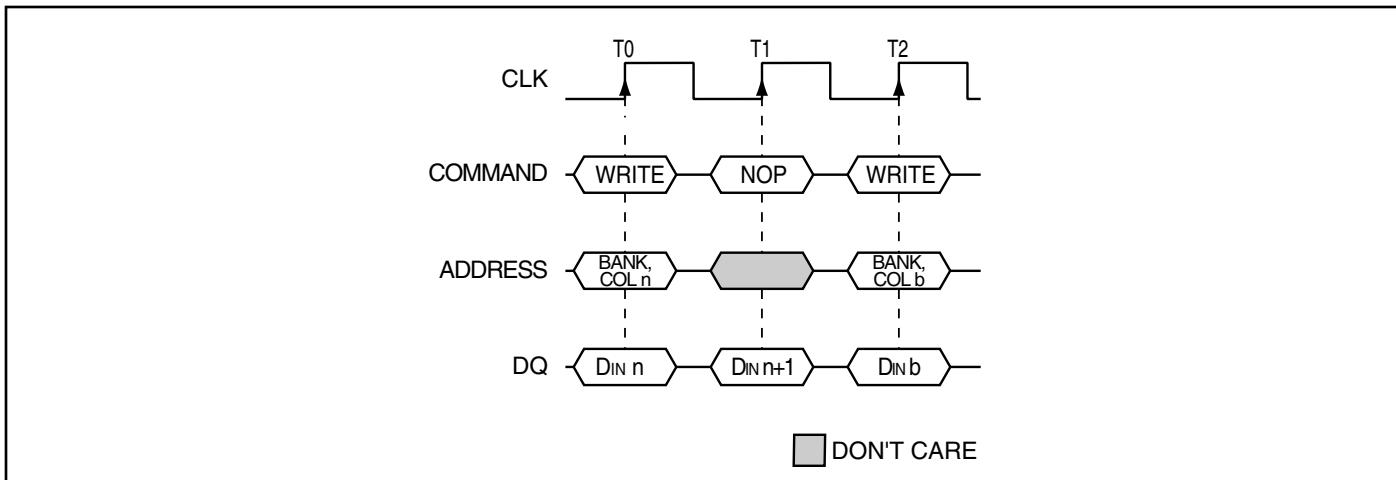 T0 T1 T2
CLK
COMMAND WRITE NOP WRITE
ADDRESS BANK, COL n BANK, COL b
DQ DIN n DIN n+1 DIN b
DON'T CARE